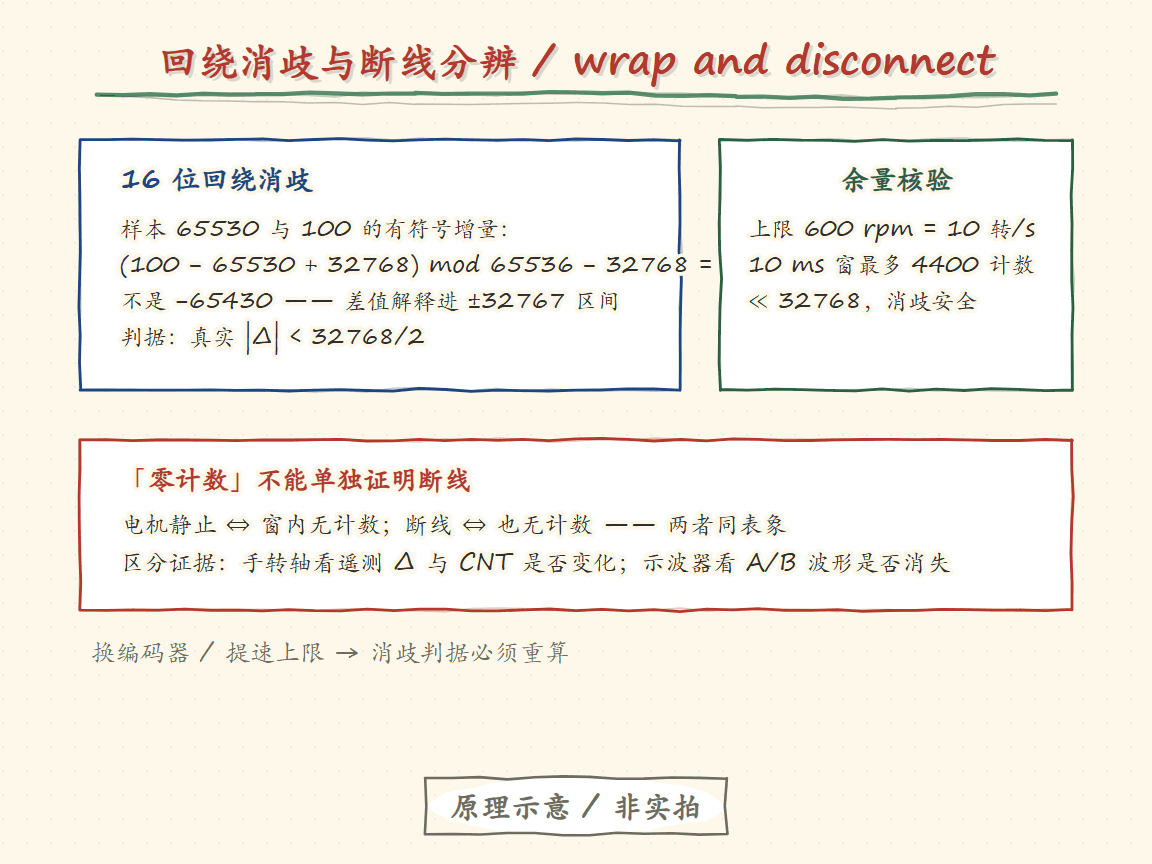 回绕消歧与断线分辨 / wrap and disconnect
16 位回绕消歧
样本 65530 与 100 的有符号增量：
(100 − 65530 + 32768) mod 65536 − 32768 =
不是 −65430 —— 差值解释进 ±32767 区间
判据：真实 |Δ| < 32768/2
余量核验
上限 600 rpm = 10 转/s
10 ms 窗最多 4400 计数
≪ 32768，消歧安全
「零计数」不能单独证明断线
电机静止 ⇔ 窗内无计数；断线 ⇔ 也无计数 —— 两者同表象
区分证据：手转轴看遥测 Δ 与 CNT 是否变化；示波器看 A/B 波形是否消失
换编码器 / 提速上限 → 消歧判据必须重算
原理示意 / 非实拍